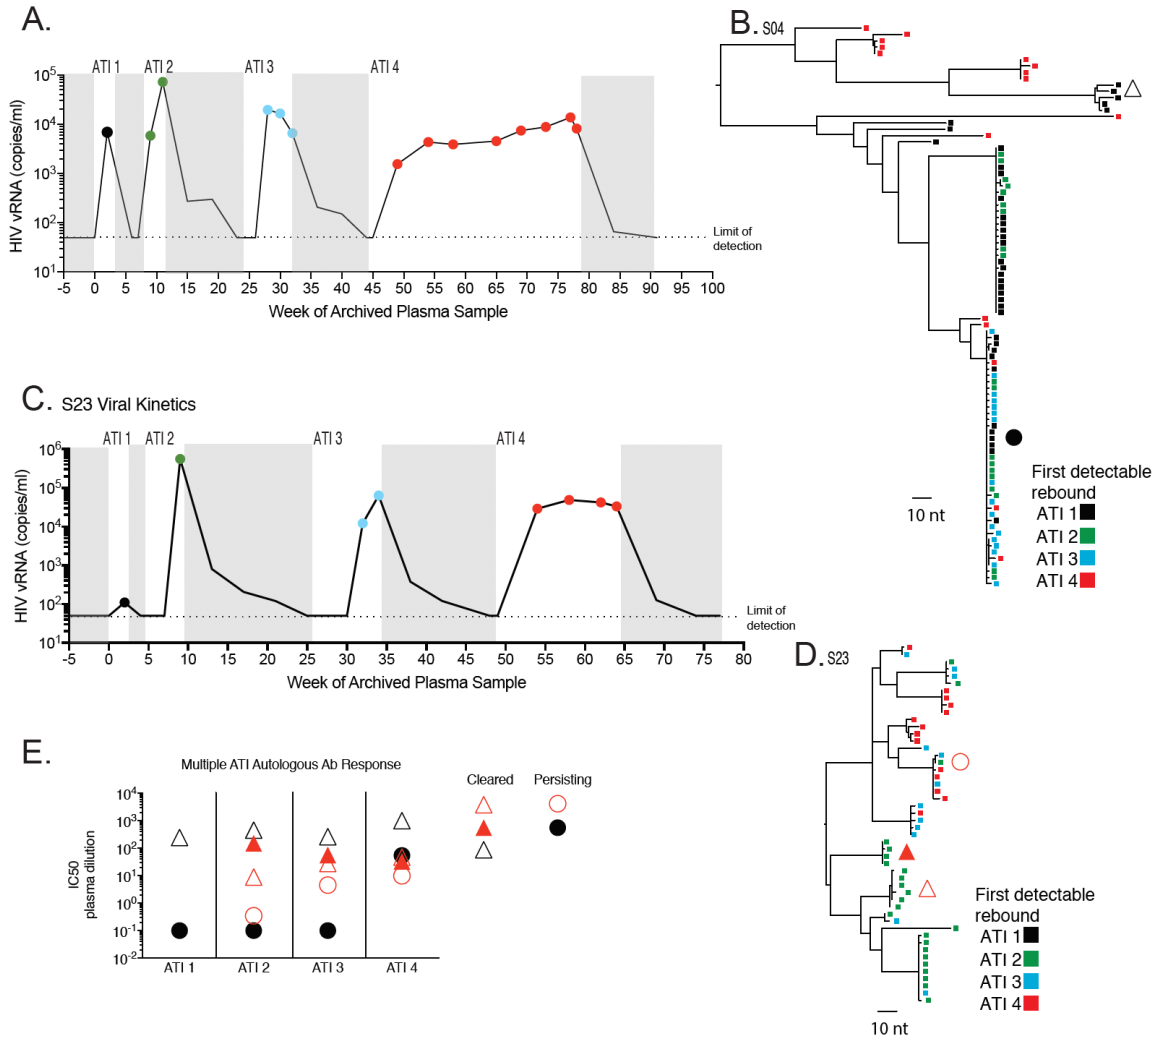 A.
ATI 1 ATI 2 ATI 3 ATI 4
HIV vRNA (copies/ml)
10^5
10^4
10^3
10^2
10^1
Limit of
detection
-5 0 5 10 15 20 25 30 35 40 45 50 55 60 65 70 75 80 85 90 95 100
Week of Archived Plasma Sample
B. S04
10 nt
First detectable
rebound
ATI 1
ATI 2
ATI 3
ATI 4
C. S23 Viral Kinetics
ATI 1 ATI 2 ATI 3 ATI 4
HIV vRNA (copies/ml)
10^6
10^5
10^4
10^3
10^2
10^1
Limit of
detection
-5 0 5 10 15 20 25 30 35 40 45 50 55 60 65 70 75 80
Week of Archived Plasma Sample
D. S23
10 nt
First detectable
rebound
ATI 1
ATI 2
ATI 3
ATI 4
E.
Multiple ATI Autologous Ab Response
Cleared Persisting
IC50
plasma dilution
10^4
10^3
10^2
10^1
10^0
10^-1
10^-2
ATI 1 ATI 2 ATI 3 ATI 4